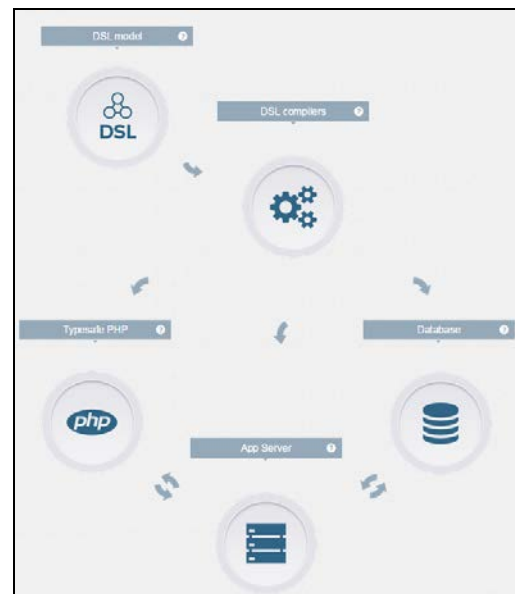 DSL model ?
DSL
DSL compilers ?
Typesafe PHP ?
php
Database ?
App Server ?